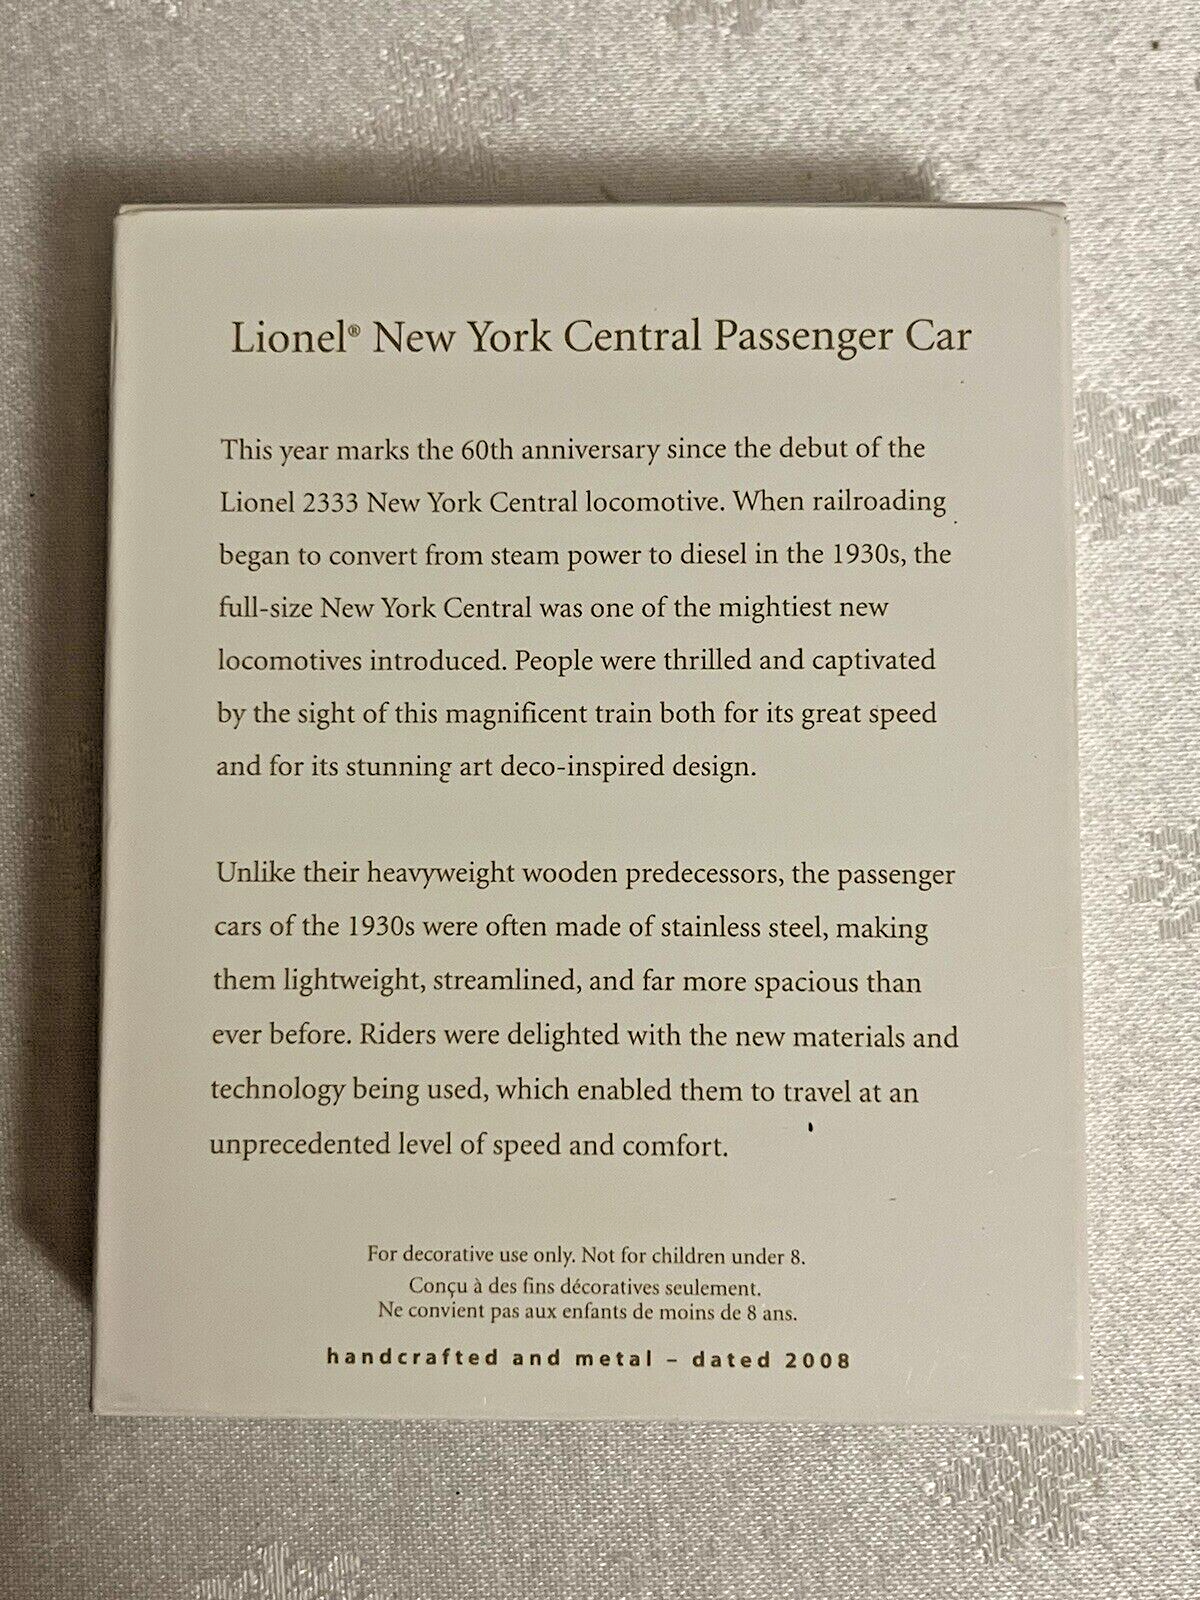 Lionel® New York Central Passenger Car
This year marks the 60th anniversary since the debut of the
Lionel 2333 New York Central locomotive. When railroading
began to convert from steam power to diesel in the 1930s, the
full-size New York Central was one of the mightiest new
locomotives introduced. People were thrilled and captivated
by the sight of this magnificent train both for its great speed
and for its stunning art deco-inspired design.
Unlike their heavyweight wooden predecessors, the passenger
cars of the 1930s were often made of stainless steel, making
them lightweight, streamlined, and far more spacious than
ever before. Riders were delighted with the new materials and
technology being used, which enabled them to travel at an
unprecedented level of speed and comfort.
For decorative use only. Not for children under 8.
Conçu à des fins décoratives seulement.
Ne convient pas aux enfants de moins de 8 ans.
handcrafted and metal – dated 2008